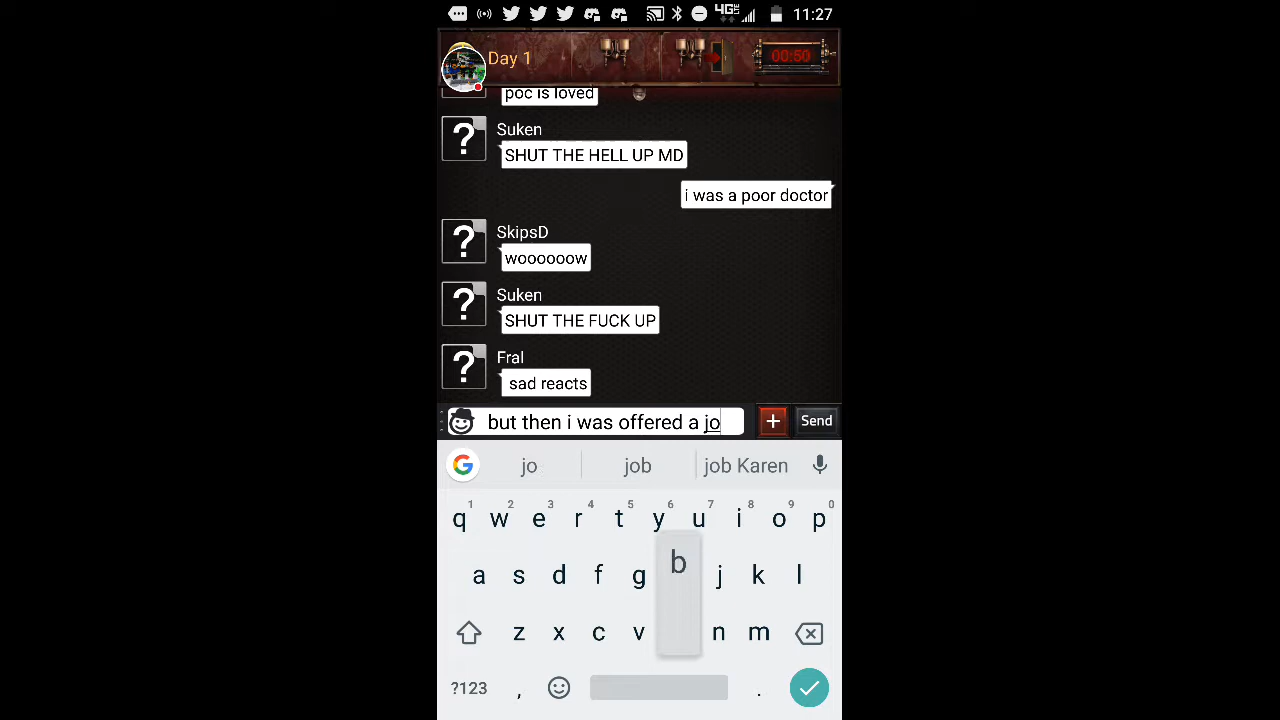 4G 11:27
Day 1
00:50
poc is loved
Suken
SHUT THE HELL UP MD
i was a poor doctor
SkipsD
woooooow
Suken
SHUT THE FUCK UP
Fral
sad reacts
but then i was offered a jo
+ Send
G jo job job Karen
1 2 3 4 5 6 7 8 9 0
q w e r t y u i o p
b
a s d f g j k l
z x c v n m
?123 , .